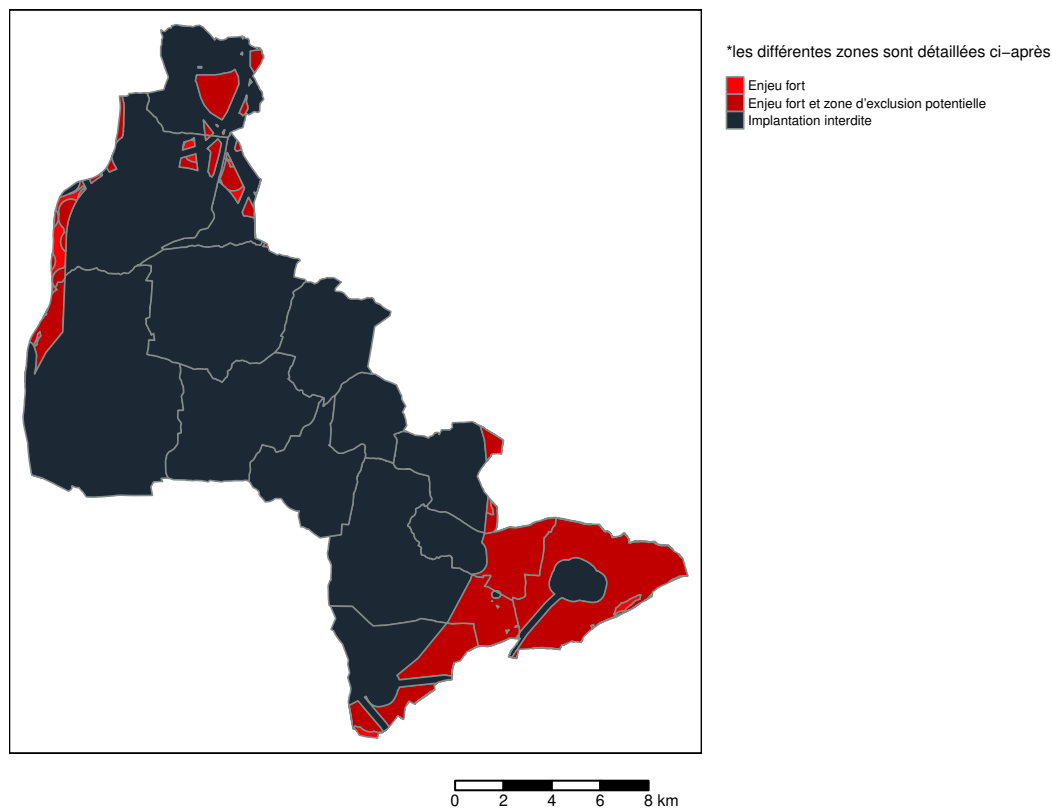 *les différentes zones sont détaillées ci−après
Enjeu fort
Enjeu fort et zone d'exclusion potentielle
Implantation interdite
0 2 4 6 8 km